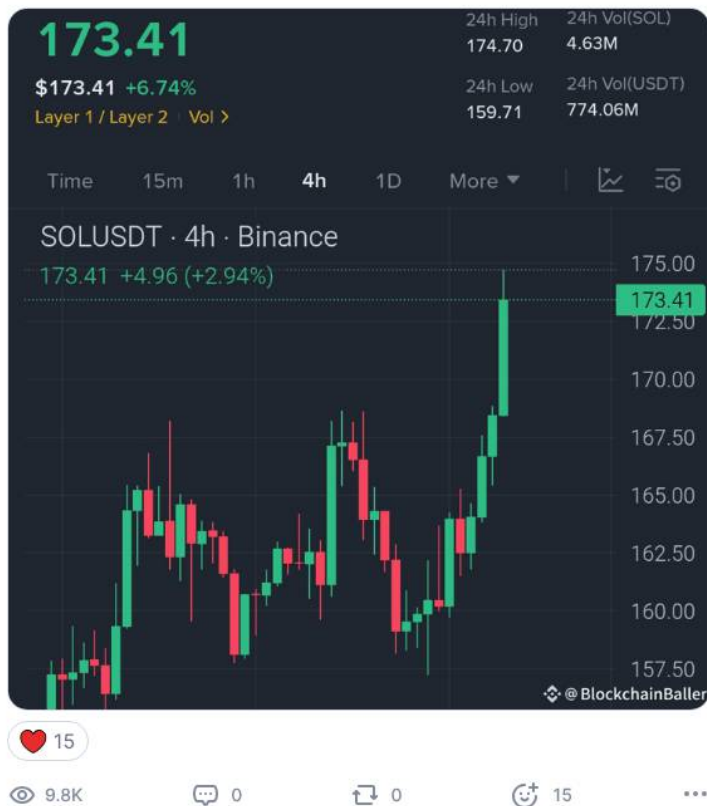 173.41
24h High
24h Vol(SOL)
174.70
4.63M
$173.41 +6.74%
24h Low
24h Vol(USDT)
Layer 1 / Layer 2 Vol >
159.71
774.06M
Time 15m 1h 4h 1D More
SOLUSDT · 4h · Binance
173.41 +4.96 (+2.94%)
175.00
173.41
172.50
170.00
167.50
165.00
162.50
160.00
157.50
@BlockchainBaller
15
9.8K 0 0 15